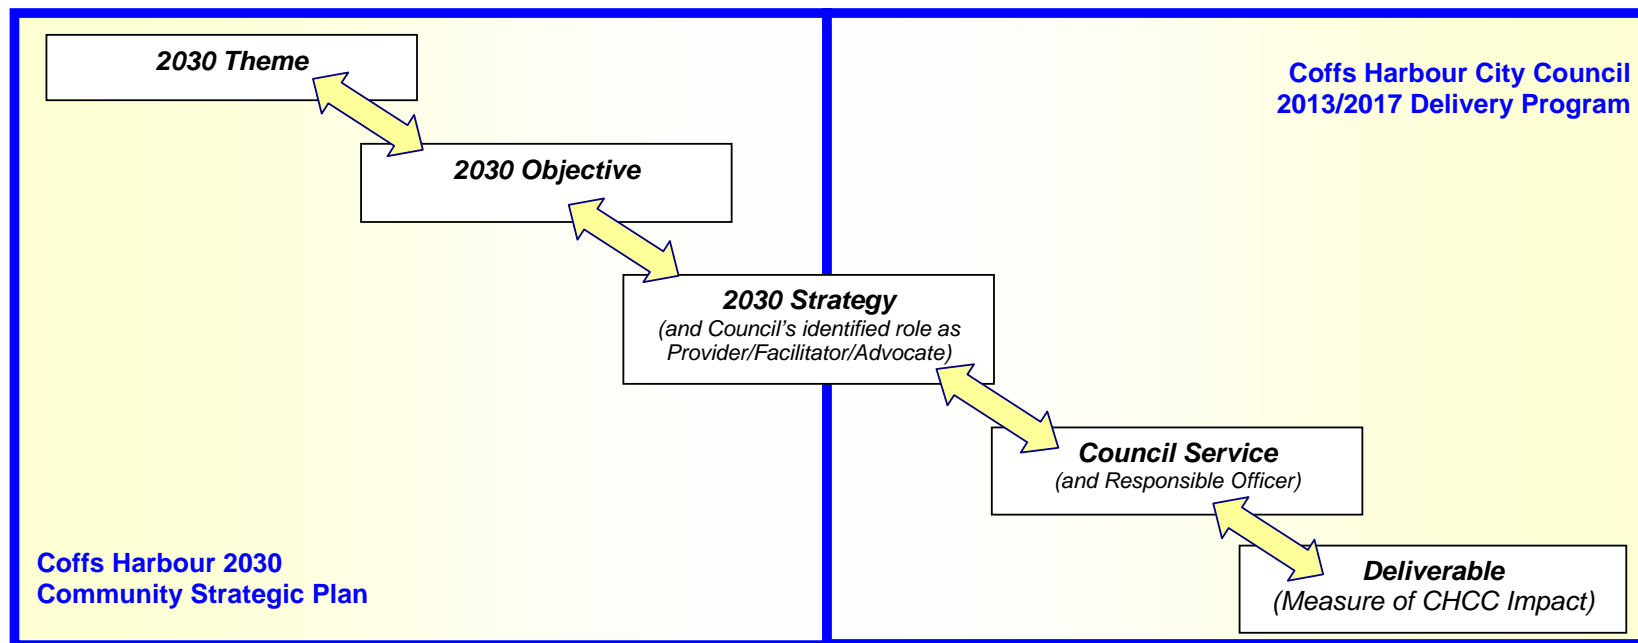 2030 Theme
Coffs Harbour City Council
2013/2017 Delivery Program
2030 Objective
2030 Strategy
(and Council’s identified role as
Provider/Facilitator/Advocate)
Council Service
(and Responsible Officer)
Coffs Harbour 2030
Community Strategic Plan
Deliverable
(Measure of CHCC Impact)